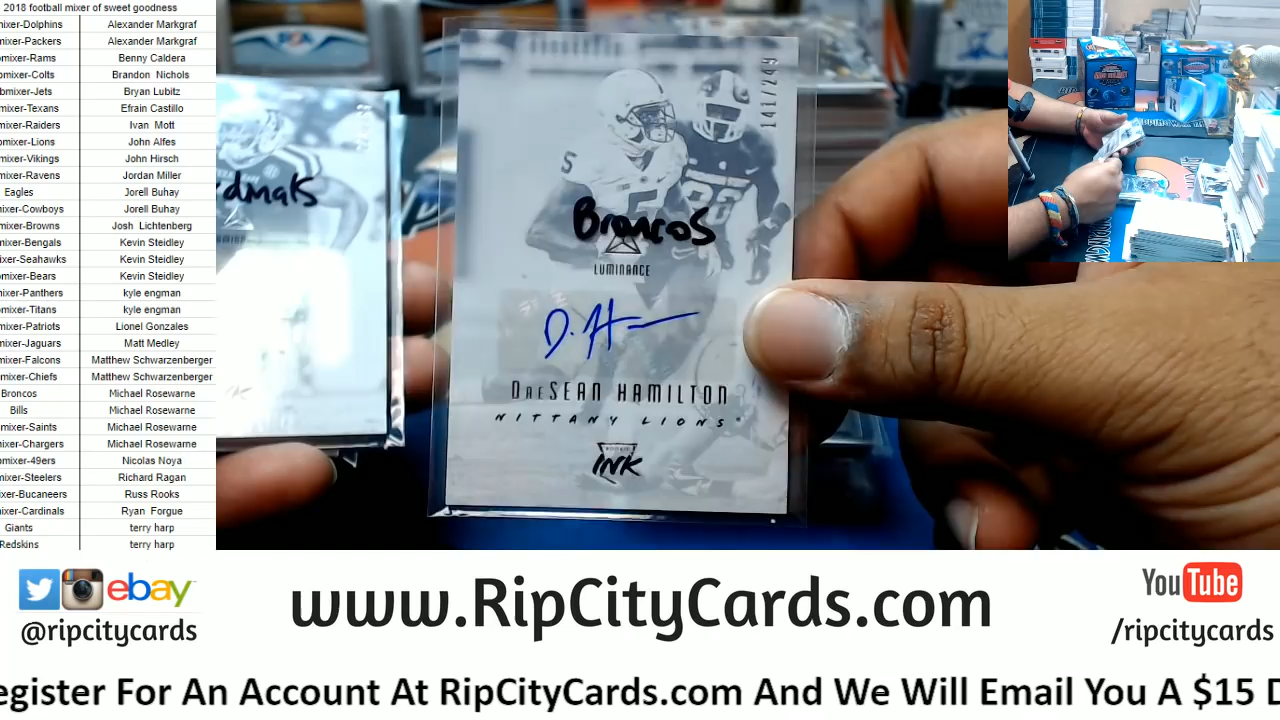 2018 football mixer of sweet goodness
mixer-Dolphins Alexander Markgraf
mixer-Packers Alexander Markgraf
mixer-Rams Benny Caldera
mixer-Colts Brandon Nichols
mixer-Jets Bryan Lubitz
mixer-Texans Efrain Castillo
mixer-Raiders Ivan Mott
mixer-Lions John Alfes
mixer-Vikings John Hirsch
mixer-Ravens Jordan Miller
Eagles Jorell Buhay
mixer-Cowboys Jorell Buhay
mixer-Browns Josh Lichtenberg
mixer-Bengals Kevin Steidley
ixer-Seahawks Kevin Steidley
mixer-Bears Kevin Steidley
mixer-Panthers kyle engman
mixer-Titans kyle engman
mixer-Patriots Lionel Gonzales
mixer-Jaguars Matt Medley
mixer-Falcons Matthew Schwarzenberger
mixer-Chiefs Matthew Schwarzenberger
Broncos Michael Rosewarne
Bills Michael Rosewarne
mixer-Saints Michael Rosewarne
mixer-Chargers Michael Rosewarne
omixer-49ers Nicolas Noya
mixer-Steelers Richard Ragan
ixer-Bucaneers Russ Rooks
mixer-Cardinals Ryan Forgue
Giants terry harp
Redskins terry harp
141/249
5
Broncos
LUMINANCE
D.H
DAESEAN HAMILTON
NITTANY LIONS
INK
ebay
@ripcitycards
www.RipCityCards.com
YouTube
/ripcitycards
egister For An Account At RipCityCards.com And We Will Email You A $15 D